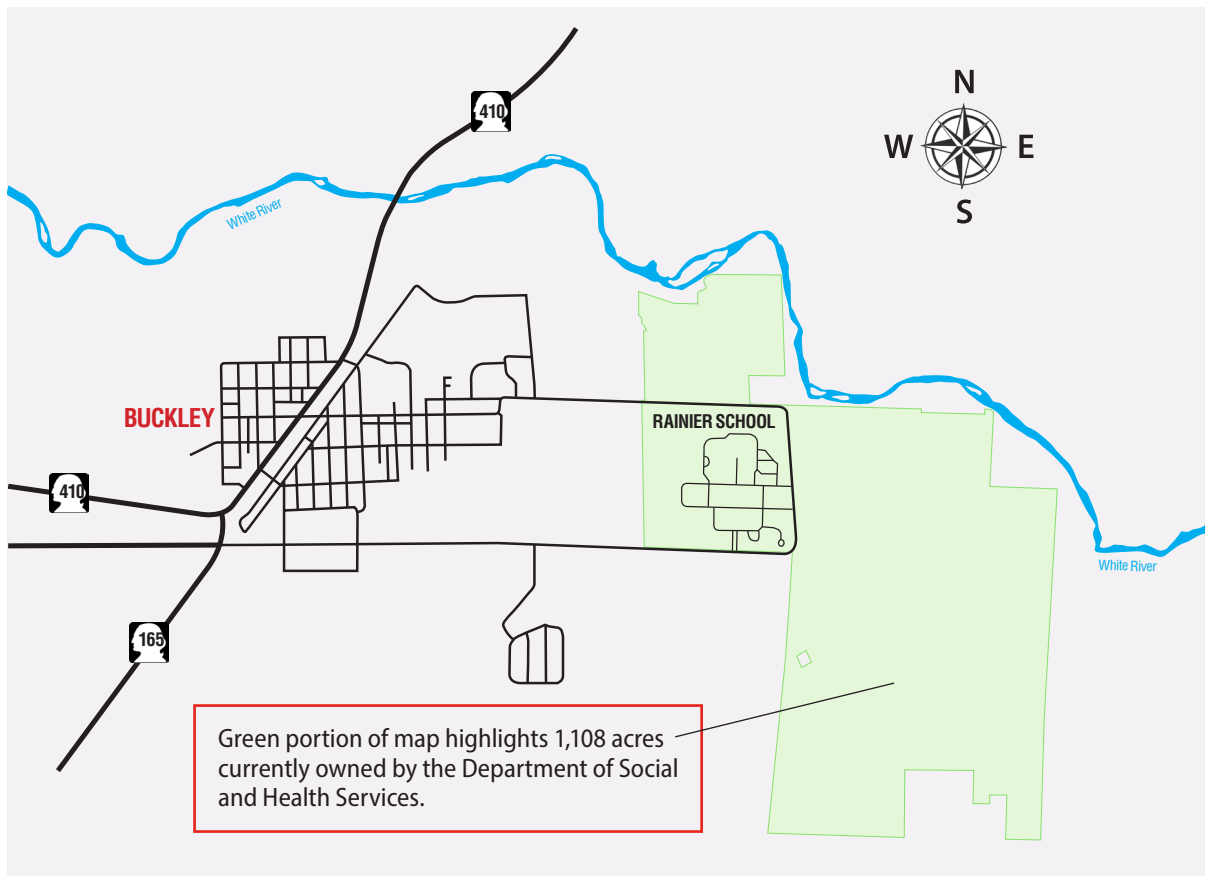 410
N
W
E
S
White River
BUCKLEY
RAINIER SCHOOL
410
White River
165
Green portion of map highlights 1,108 acres
currently owned by the Department of Social
and Health Services.